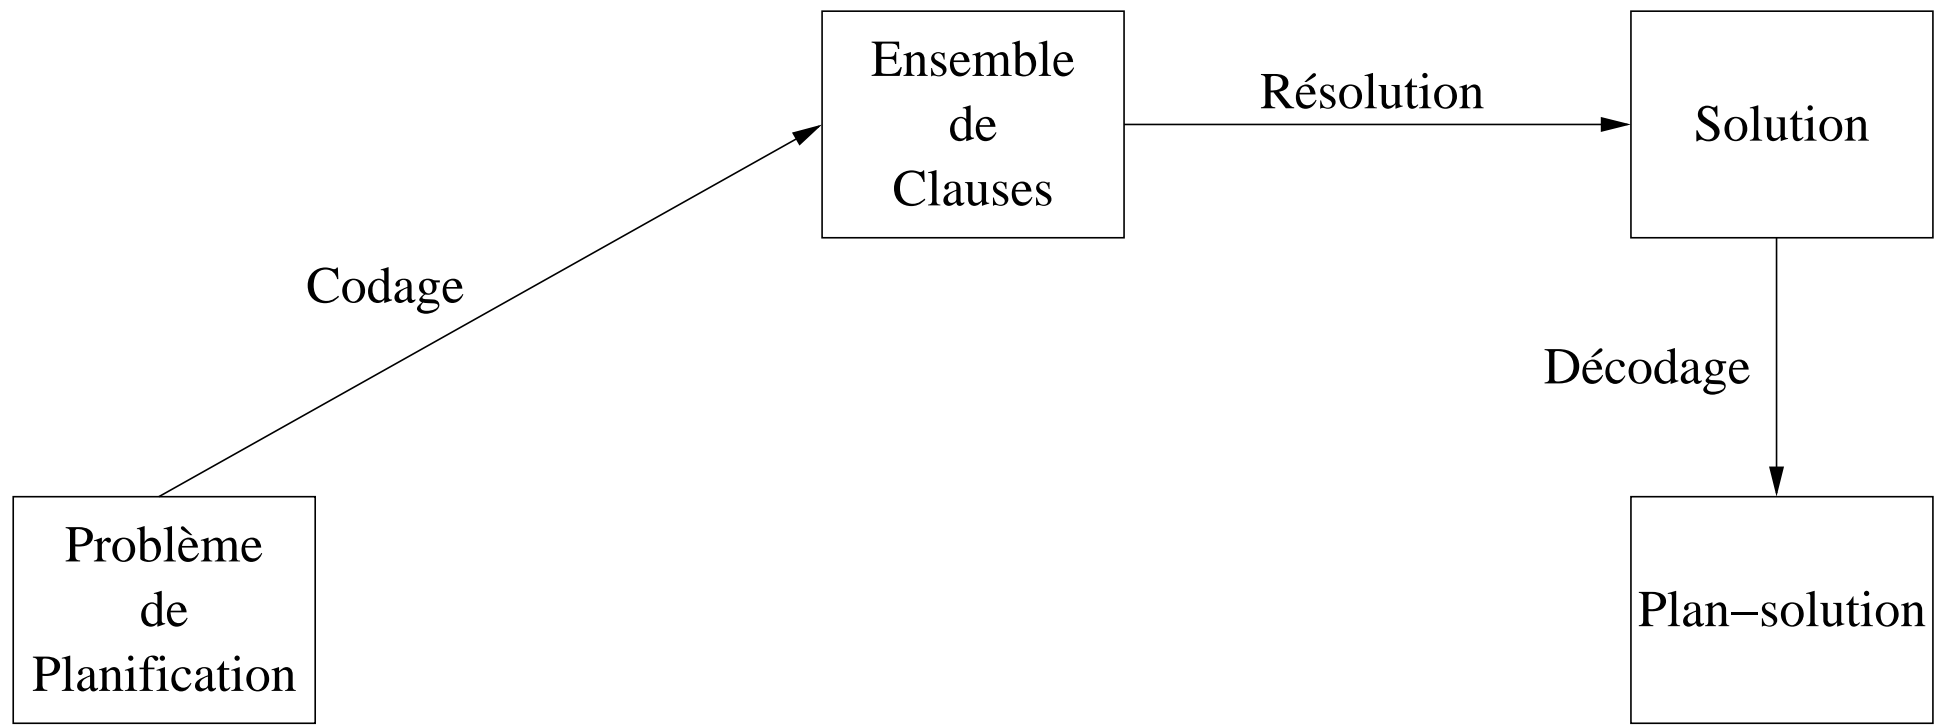 Ensemble
de
Clauses
Résolution
Solution
Codage
Décodage
Problème
de
Planification
Plan−solution